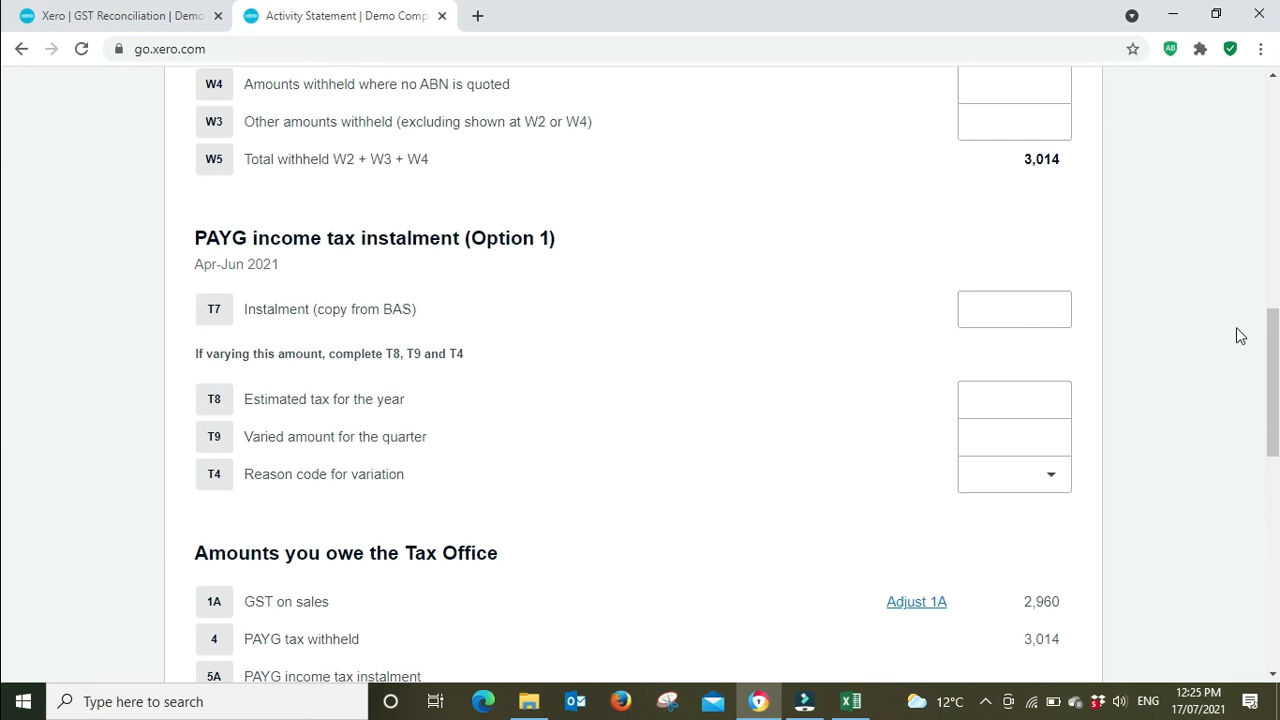 Xero | GST Reconciliation | Demo
Activity Statement | Demo Comp
go.xero.com
W4 Amounts withheld where no ABN is quoted
W3 Other amounts withheld (excluding shown at W2 or W4)
W5 Total withheld W2 + W3 + W4 3,014
PAYG income tax instalment (Option 1)
Apr-Jun 2021
T7 Instalment (copy from BAS)
If varying this amount, complete T8, T9 and T4
T8 Estimated tax for the year
T9 Varied amount for the quarter
T4 Reason code for variation
Amounts you owe the Tax Office
1A GST on sales Adjust 1A 2,960
4 PAYG tax withheld 3,014
5A PAYG income tax instalment
Type here to search
12°C
ENG
12:25 PM
17/07/2021